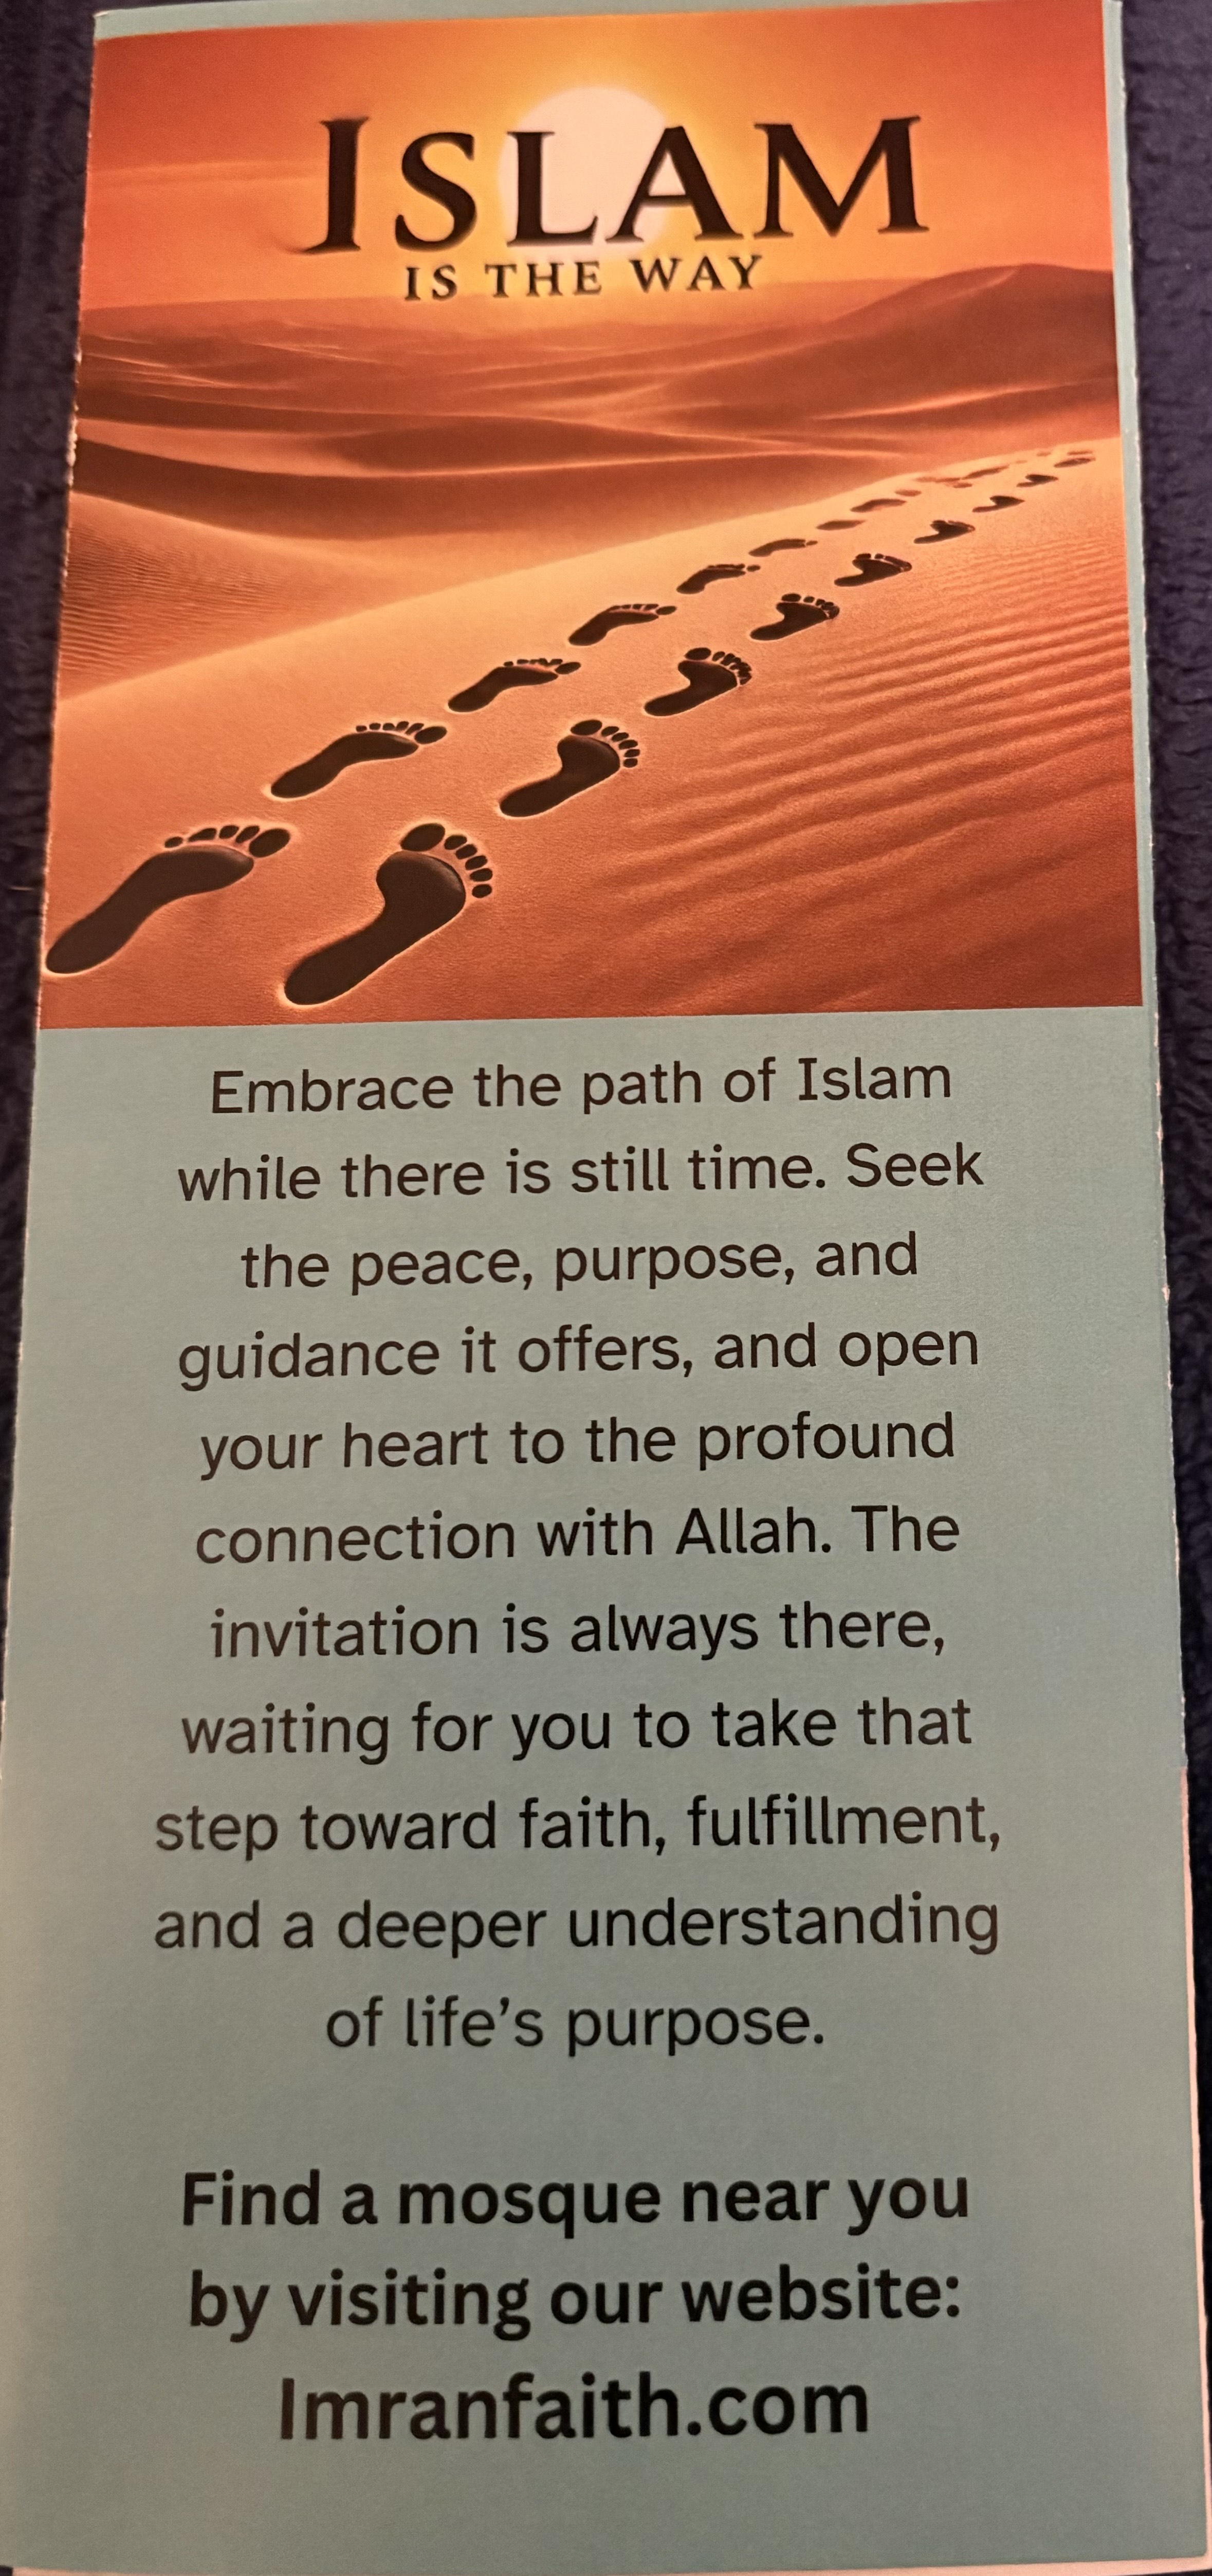 ISLAM
IS THE WAY
Embrace the path of Islam
while there is still time. Seek
the peace, purpose, and
guidance it offers, and open
your heart to the profound
connection with Allah. The
invitation is always there,
waiting for you to take that
step toward faith, fulfillment,
and a deeper understanding
of life’s purpose.
Find a mosque near you
by visiting our website:
Imranfaith.com